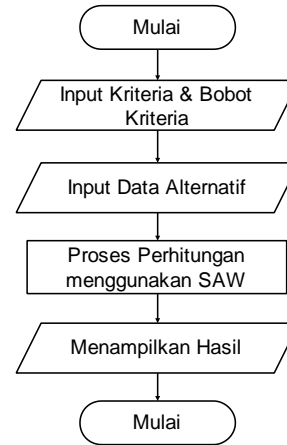 Mulai
Input Kriteria & Bobot
Kriteria
Input Data Alternatif
Proses Perhitungan
menggunakan SAW
Menampilkan Hasil
Mulai